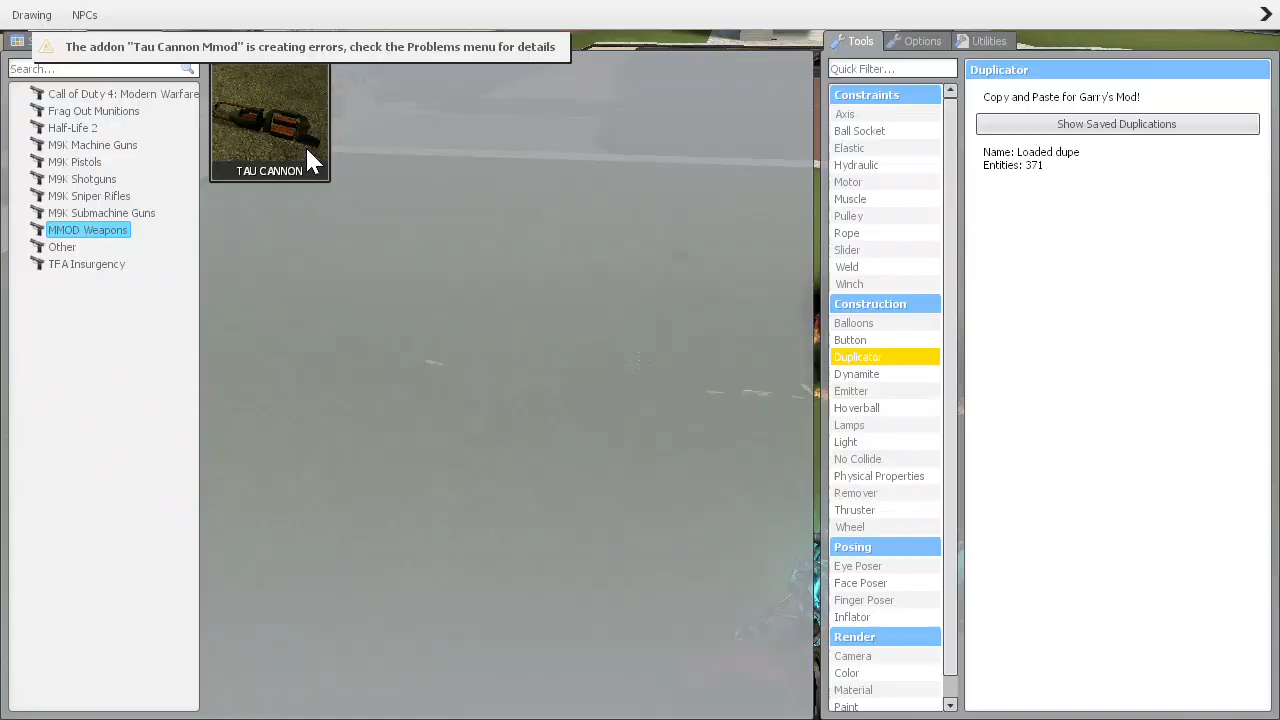 Drawing NPCs
The addon "Tau Cannon Mmod" is creating errors, check the Problems menu for details
Tools Options Utilities
Search...
Call of Duty 4: Modern Warfare
Frag Out Munitions
Half-Life 2
M9K Machine Guns
M9K Pistols
M9K Shotguns
M9K Sniper Rifles
M9K Submachine Guns
MMOD Weapons
Other
TFA Insurgency
TAU CANNON
Quick Filter...
Constraints
Axis
Ball Socket
Elastic
Hydraulic
Motor
Muscle
Pulley
Rope
Slider
Weld
Winch
Construction
Balloons
Button
Duplicator
Dynamite
Emitter
Hoverball
Lamps
Light
No Collide
Physical Properties
Remover
Thruster
Wheel
Posing
Eye Poser
Face Poser
Finger Poser
Inflator
Render
Camera
Color
Material
Paint
Duplicator
Copy and Paste for Garry's Mod!
Show Saved Duplications
Name: Loaded dupe
Entities: 371